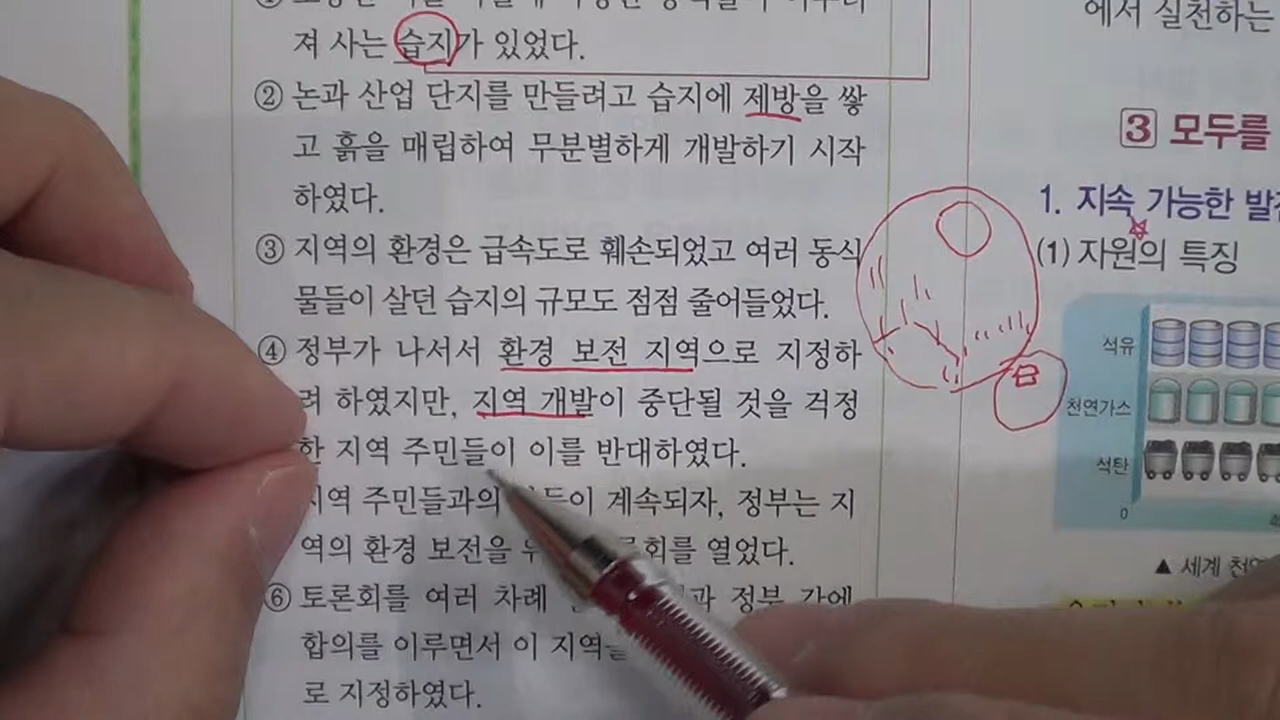 져 사는 습지가 있었다.
② 논과 산업 단지를 만들려고 습지에 제방을 쌓
고 흙을 매립하여 무분별하게 개발하기 시작
하였다.
③ 지역의 환경은 급속도로 훼손되었고 여러 동식
물들이 살던 습지의 규모도 점점 줄어들었다.
④ 정부가 나서서 환경 보전 지역으로 지정하
려 하였지만, 지역 개발이 중단될 것을 걱정
한 지역 주민들이 이를 반대하였다.
지역 주민들과의 계속되자, 정부는 지
역의 환경 보전을 열었다.
⑥ 토론회를 여러 차례 정부 간에
합의를 이루면서 이 지역을
로 지정하였다.
에서 실천하는
3 모두를
1. 지속 가능한
(1) 자원의 특징
석유
천연가스
석탄
0
▲ 세계